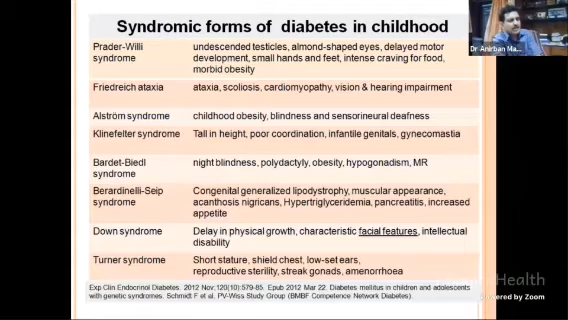 Syndromic forms of diabetes in childhood
Dr Anirban Ma...
Prader-Willi syndrome
undescended testicles, almond-shaped eyes, delayed motor
development, small hands and feet, intense craving for food,
morbid obesity
Friedreich ataxia
ataxia, scoliosis, cardiomyopathy, vision & hearing impairment
Alström syndrome
childhood obesity, blindness and sensorineural deafness
Klinefelter syndrome
Tall in height, poor coordination, infantile genitals, gynecomastia
Bardet-Biedl
syndrome
night blindness, polydactyly, obesity, hypogonadism, MR
Berardinelli-Seip
syndrome
Congenital generalized lipodystrophy, muscular appearance,
acanthosis nigricans, Hypertriglyceridemia, pancreatitis, increased
appetite
Down syndrome
Delay in physical growth, characteristic facial features, intellectual
disability
Turner syndrome
Short stature, shield chest, low-set ears,
reproductive sterility, streak gonads, amenorrhoea
Exp Clin Endocrinol Diabetes. 2012 Nov;120(10):579-85. Epub 2012 Mar 22. Diabetes mellitus in children and adolescents
with genetic syndromes. Schmidt F et al. PV-Wiss Study Group (BMBF Competence Network Diabetes).
Health
Powered by Zoom